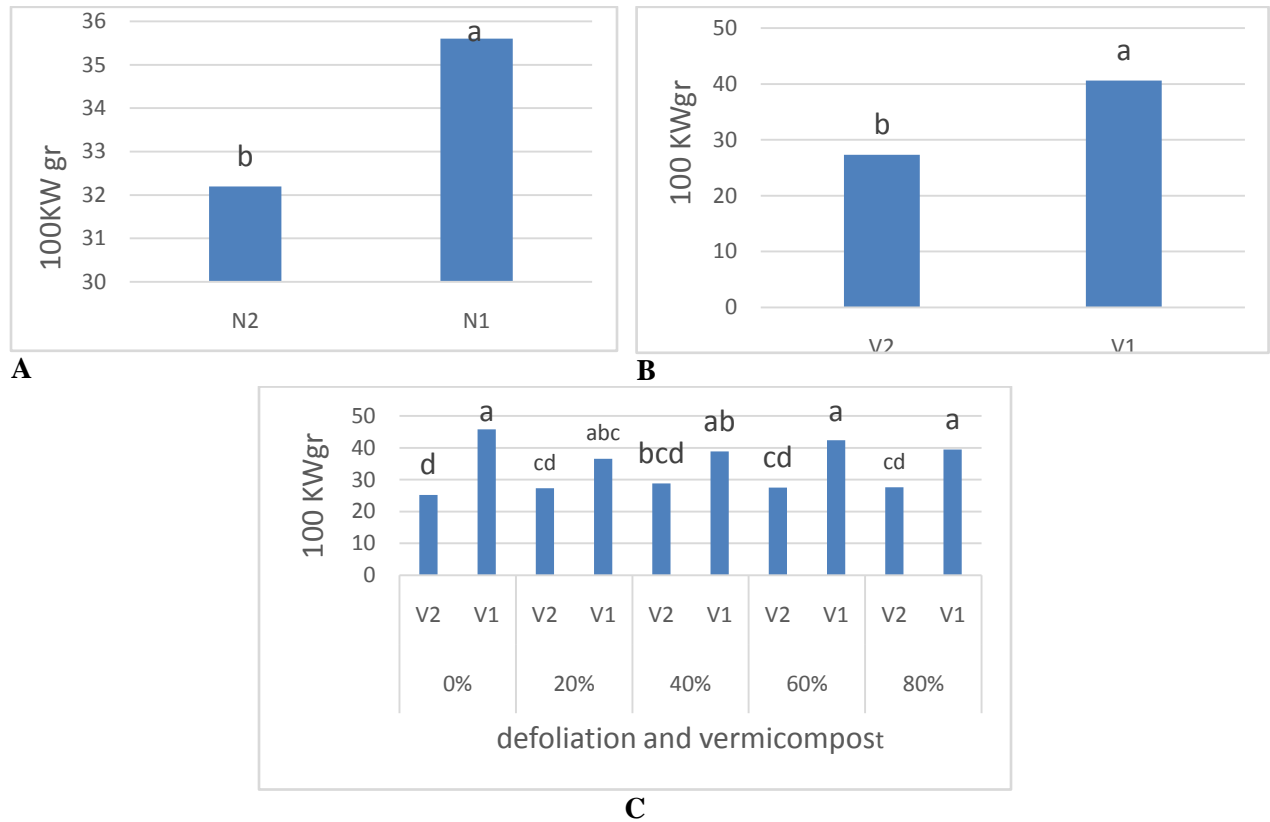 100KW gr
36
35
34
33
32
31
30
b
a
N2 N1
A
100 KWgr
50
40
30
20
10
0
b
a
V2 V1
B
100 KWgr
50
40
30
20
10
0
d a cd abc bcd ab cd a cd a
V2 V1 V2 V1 V2 V1 V2 V1 V2 V1
0% 20% 40% 60% 80%
defoliation and vermicompost
C